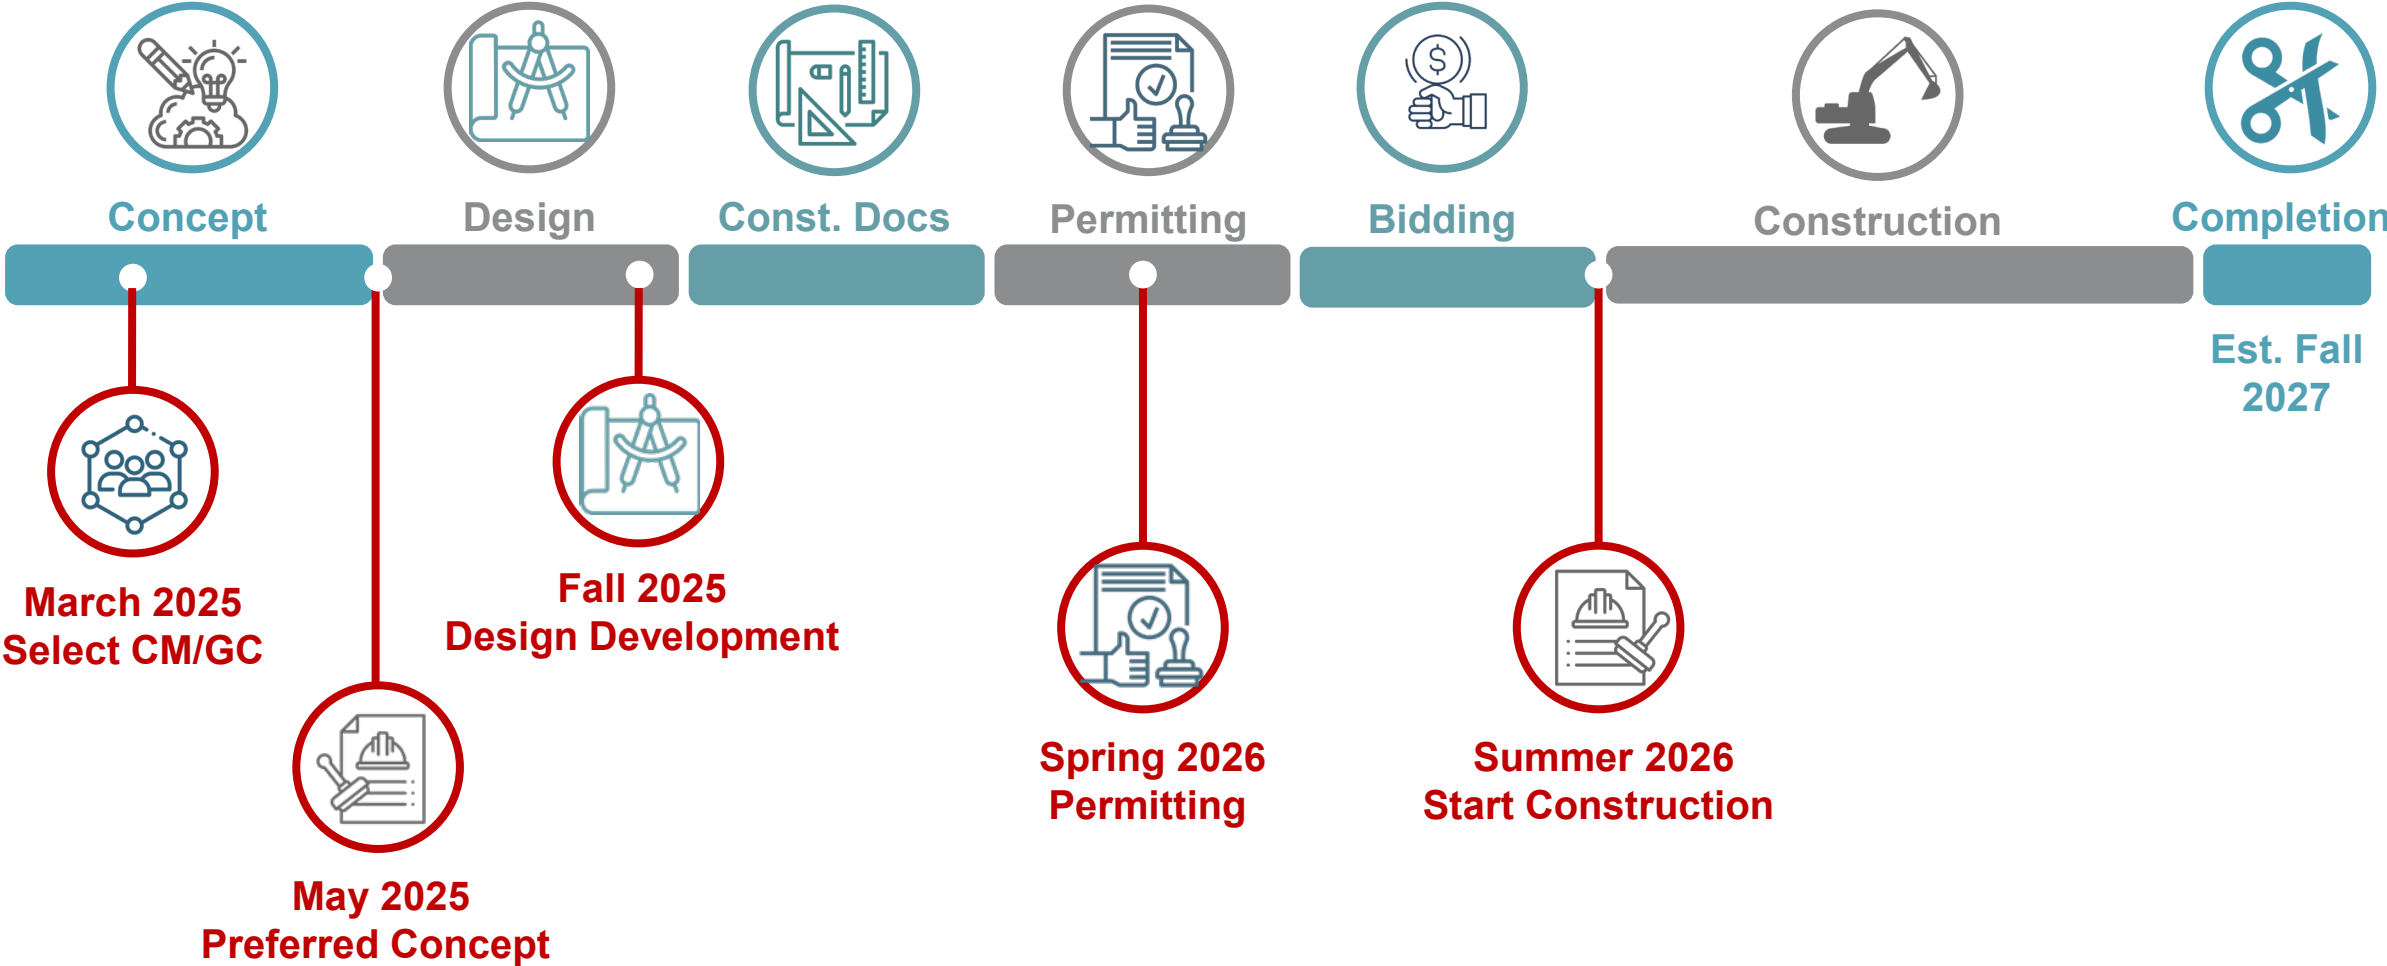 Concept
Design
Const. Docs
Permitting
Bidding
Construction
Completion
Est. Fall
2027
March 2025
Select CM/GC
May 2025
Preferred Concept
Fall 2025
Design Development
Spring 2026
Permitting
Summer 2026
Start Construction
$